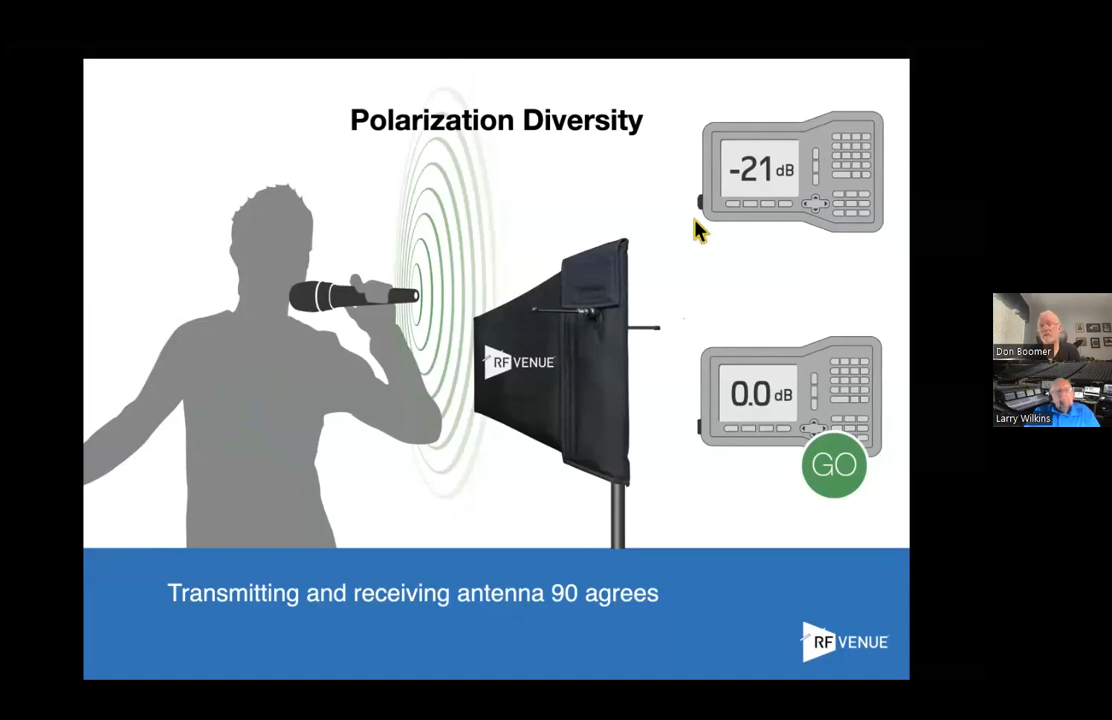 Polarization Diversity
-21 dB
RF VENUE
0.0 dB
GO
Transmitting and receiving antenna 90 agrees
RF VENUE
Don Boomer
Larry Wilkins